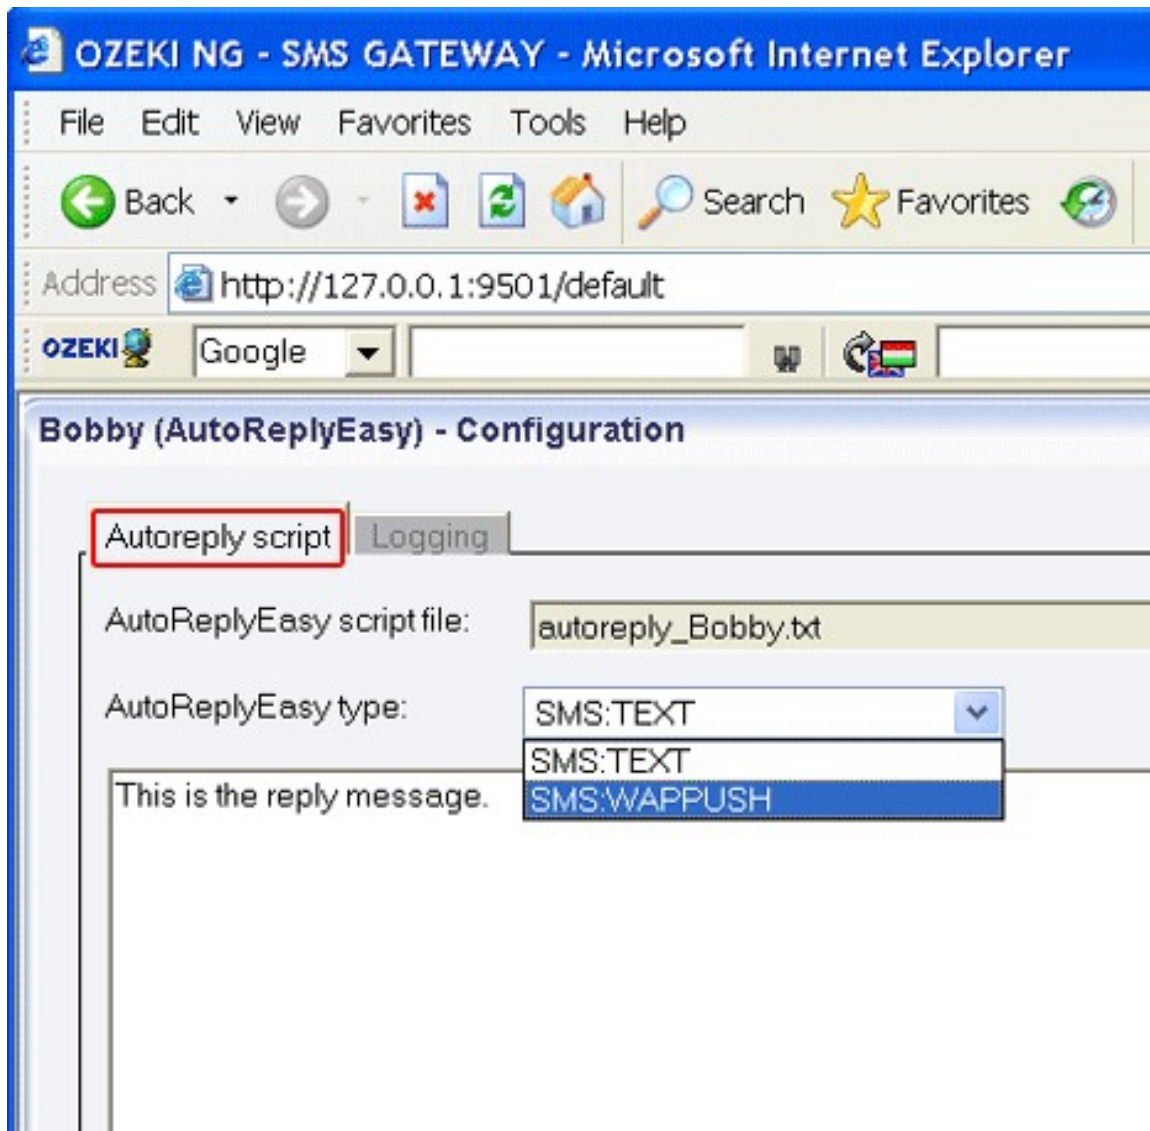 OZEKI NG - SMS GATEWAY - Microsoft Internet Explorer
File Edit View Favorites Tools Help
Back Search Favorites
Address http://127.0.0.1:9501/default
OZEKI Google
Bobby (AutoReplyEasy) - Configuration
Autoreply script Logging
AutoReplyEasy script file: autoreply_Bobby.txt
AutoReplyEasy type: SMS:TEXT
SMS:TEXT
This is the reply message. SMS:WAPPUSH